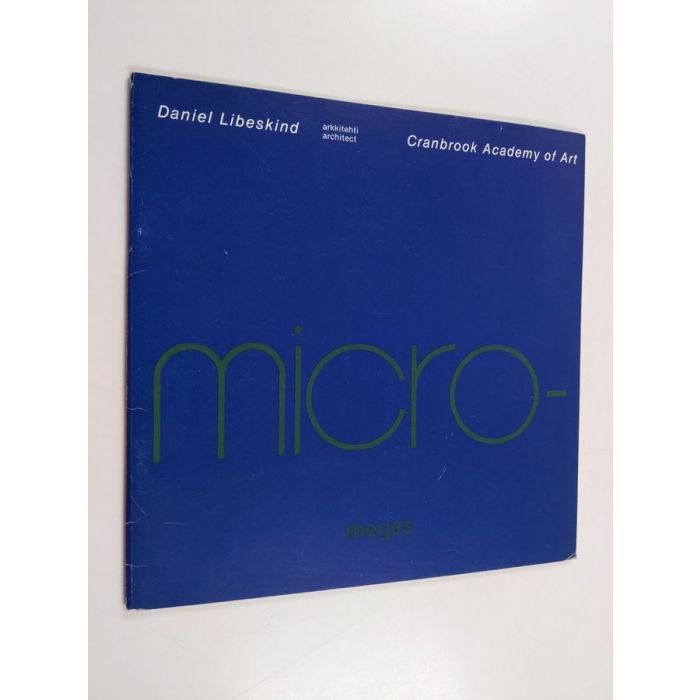 Daniel Libeskind
arkkitehti
architect
Cranbrook Academy of Art
micro-
megas